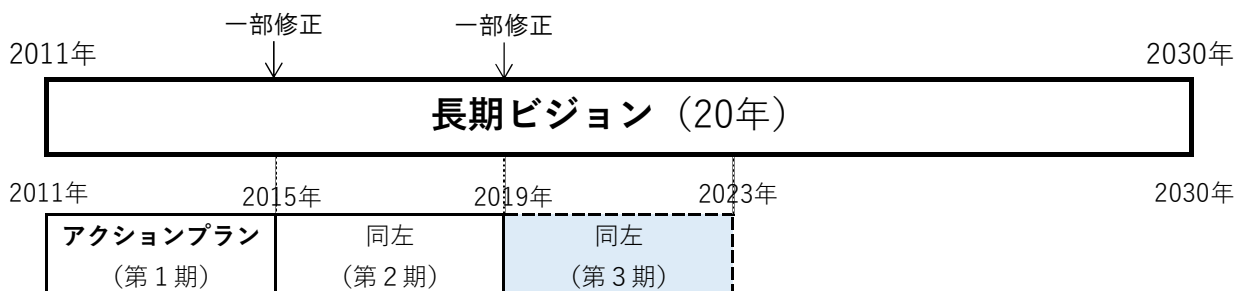 一部修正 一部修正
2011年 2030年
長期ビジョン（20年）
2011年 2015年 2019年 2023年 2030年
アクションプラン 同左 同左
（第１期） （第２期） （第３期）